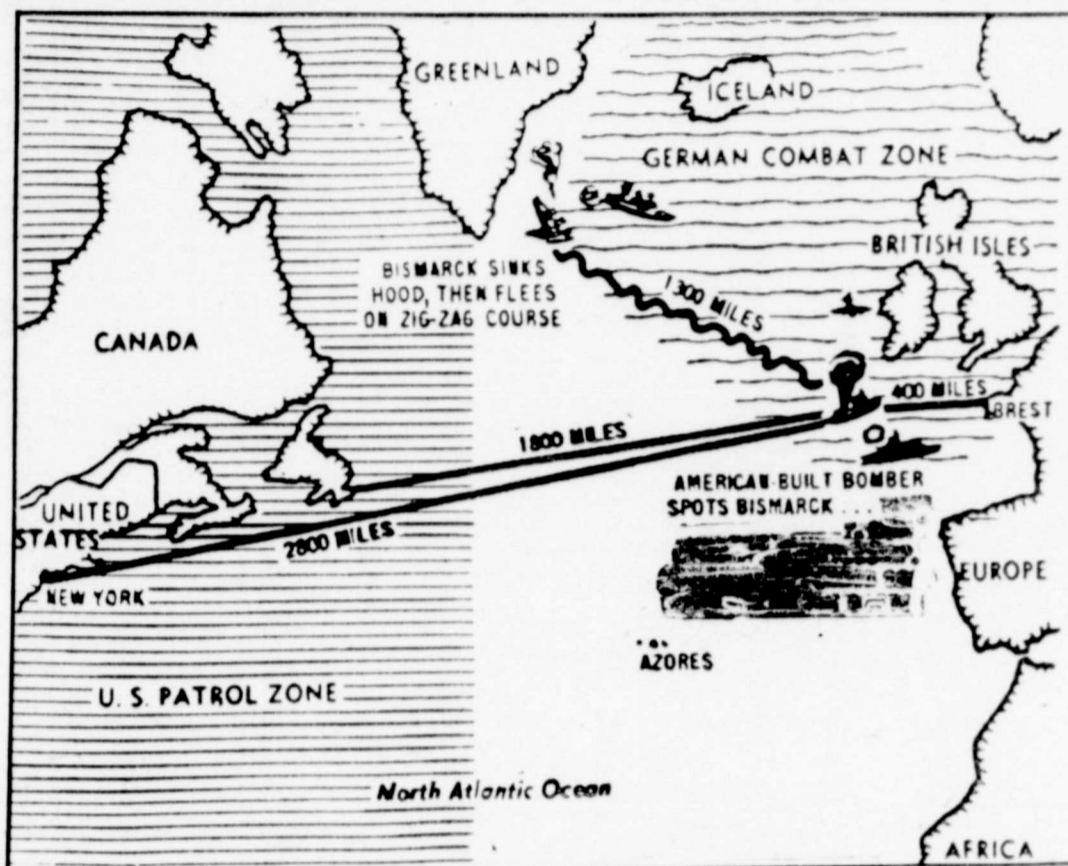 GREENLAND
ICELAND
GERMAN COMBAT ZONE
BRITISH ISLES
BISMARCK SINKS
HOOD, THEN FLEES
ON ZIG-ZAG COURSE
1300 MILES
CANADA
400 MILES
BREST
1800 MILES
AMERICAN-BUILT BOMBER
SPOTS BISMARCK ...
UNITED
STATES
2800 MILES
EUROPE
NEW YORK
AZORES
U. S. PATROL ZONE
North Atlantic Ocean
AFRICA